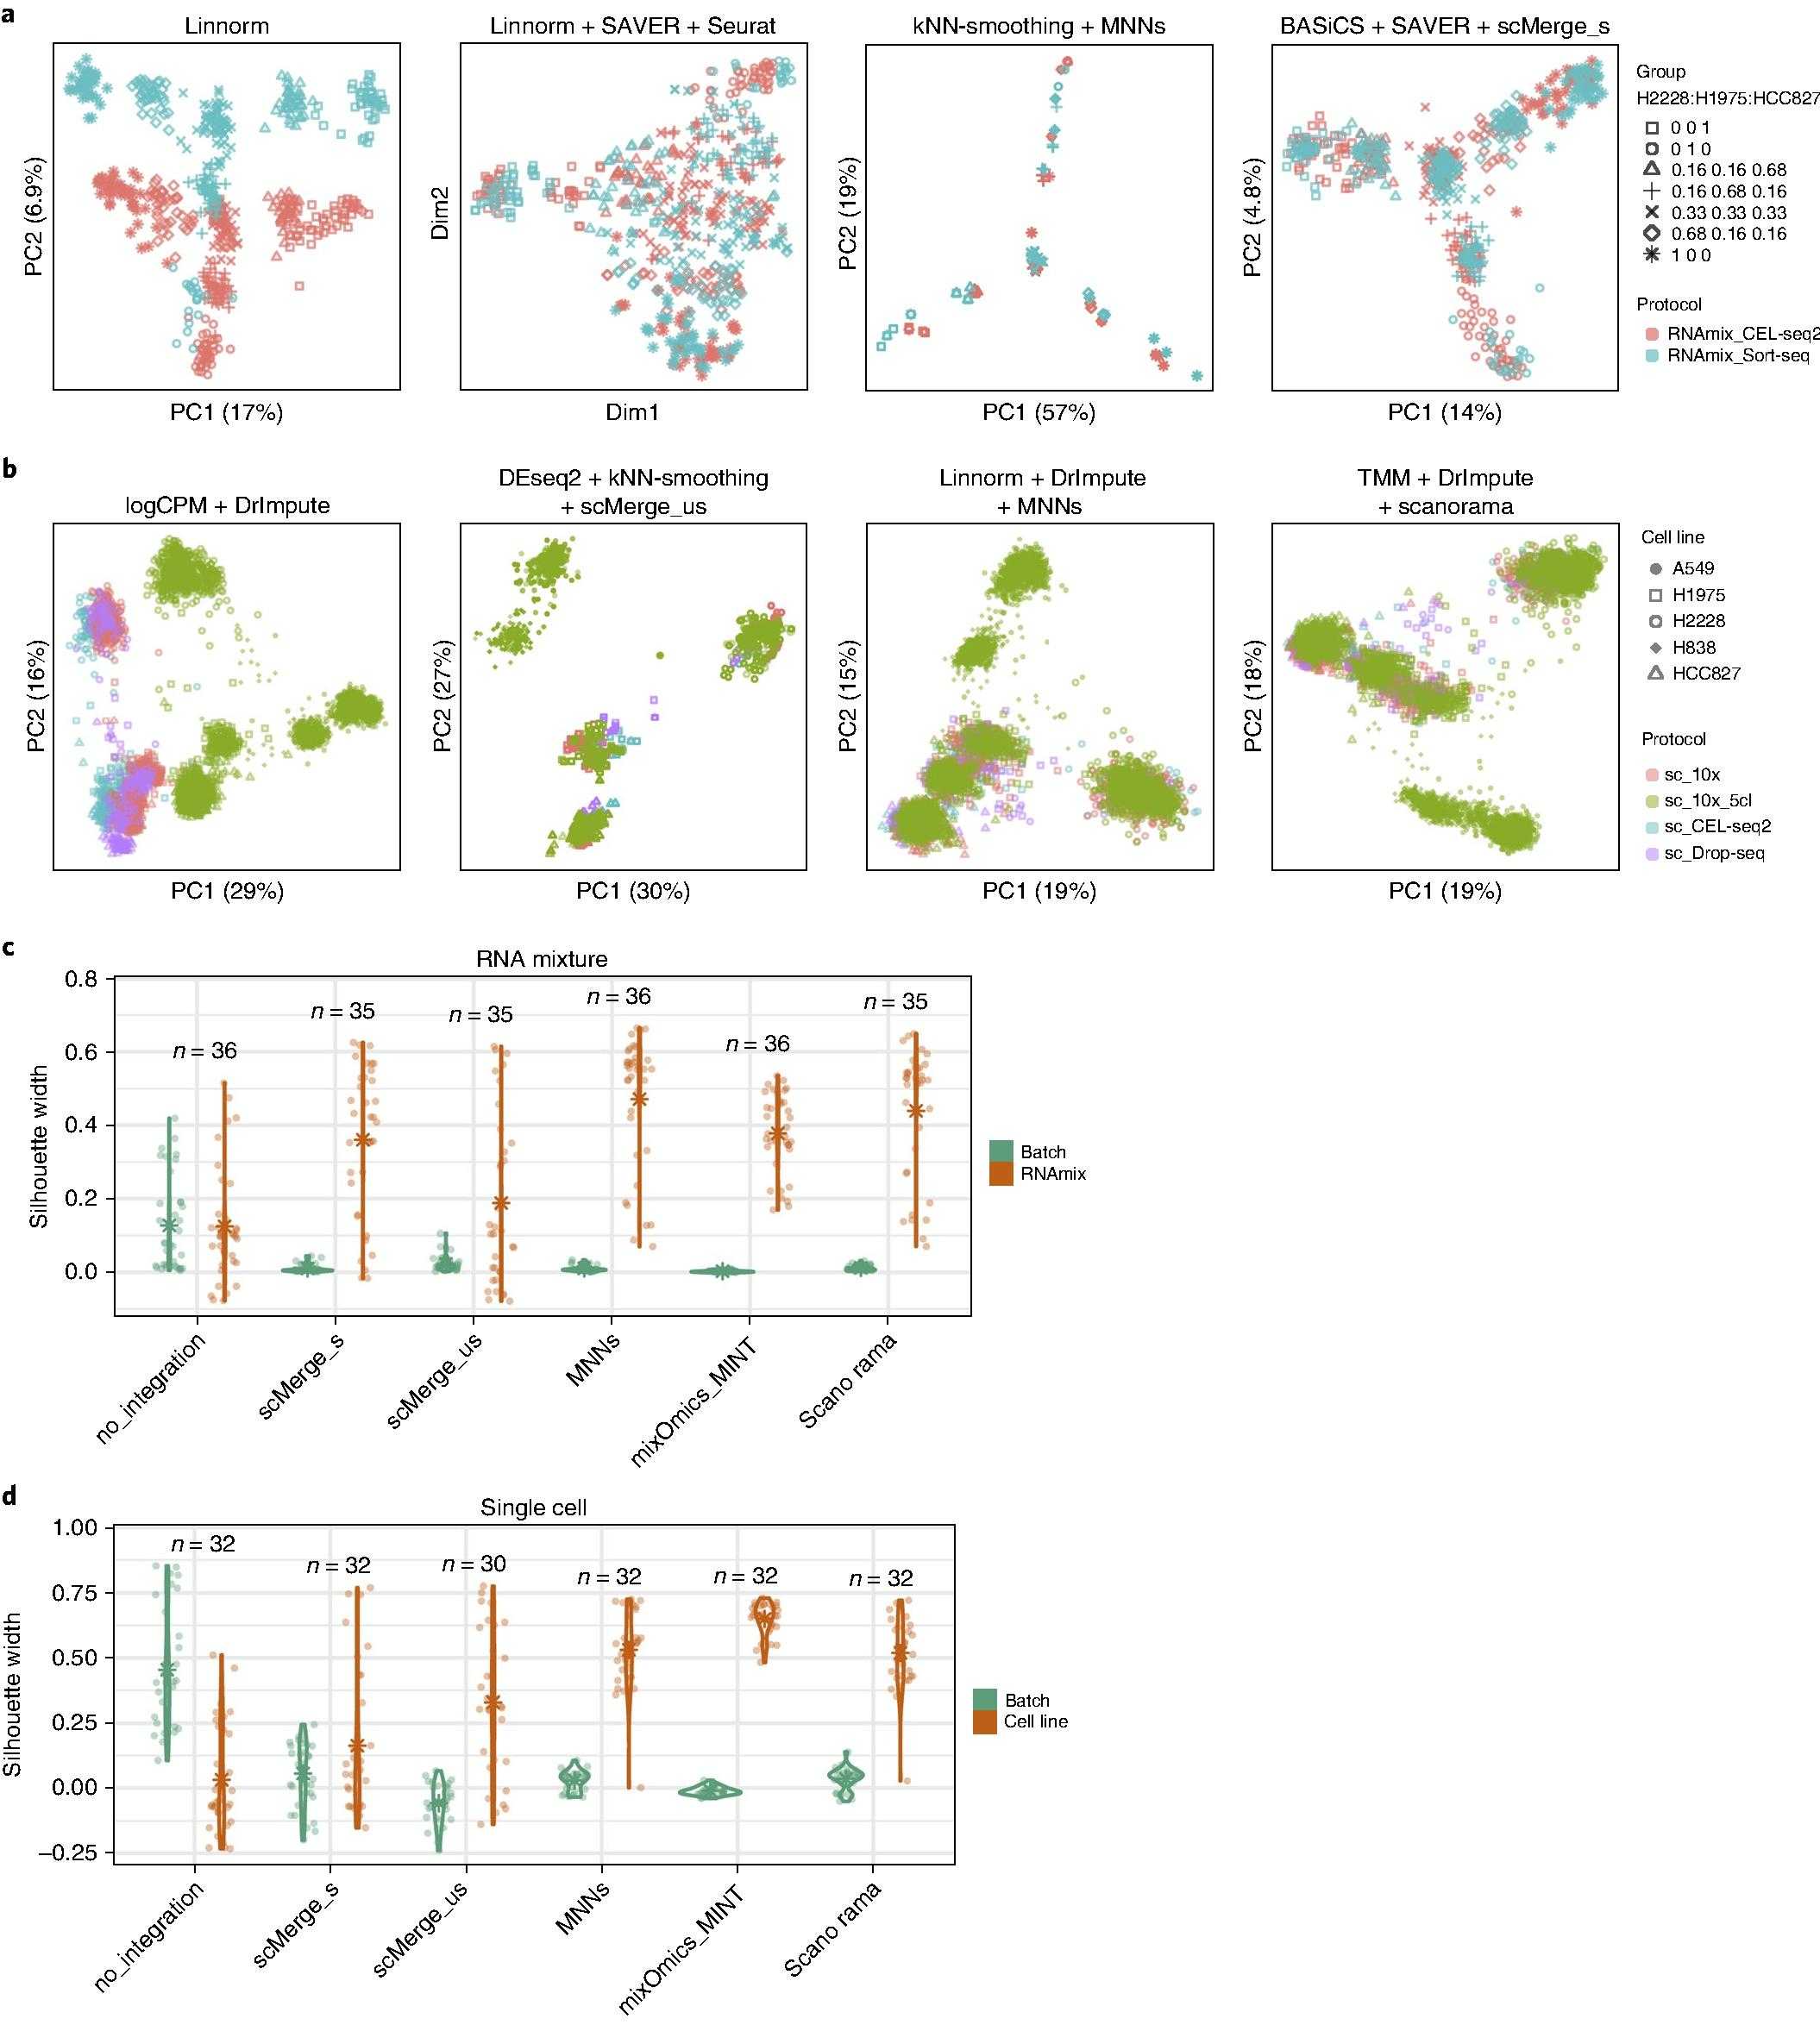 a
Linnorm
Linnorm + SAVER + Seurat
kNN-smoothing + MNNs
BASiCS + SAVER + scMerge_s
PC2 (6.9%)
PC1 (17%)
Dim2
Dim1
PC2 (19%)
PC1 (57%)
PC2 (4.8%)
PC1 (14%)
Group
H2228:H1975:HCC827
0 0 1
0 1 0
0.16 0.16 0.68
0.16 0.68 0.16
0.33 0.33 0.33
0.68 0.16 0.16
1 0 0
Protocol
RNAmix_CEL-seq2
RNAmix_Sort-seq
b
logCPM + DrImpute
DEseq2 + kNN-smoothing
+ scMerge_us
Linnorm + DrImpute
+ MNNs
TMM + DrImpute
+ scanorama
PC2 (16%)
PC1 (29%)
PC2 (27%)
PC1 (30%)
PC2 (15%)
PC1 (19%)
PC2 (18%)
PC1 (19%)
Cell line
A549
H1975
H2228
H838
HCC827
Protocol
sc_10x
sc_10x_5cl
sc_CEL-seq2
sc_Drop-seq
c
RNA mixture
Silhouette width
0.8
0.6
0.4
0.2
0.0
n = 36
n = 35
n = 35
n = 36
n = 36
n = 35
no_integration
scMerge_s
scMerge_us
MNNs
mixOmics_MINT
Scano rama
Batch
RNAmix
d
Single cell
Silhouette width
1.00
0.75
0.50
0.25
0.00
−0.25
n = 32
n = 32
n = 30
n = 32
n = 32
n = 32
no_integration
scMerge_s
scMerge_us
MNNs
mixOmics_MINT
Scano rama
Batch
Cell line